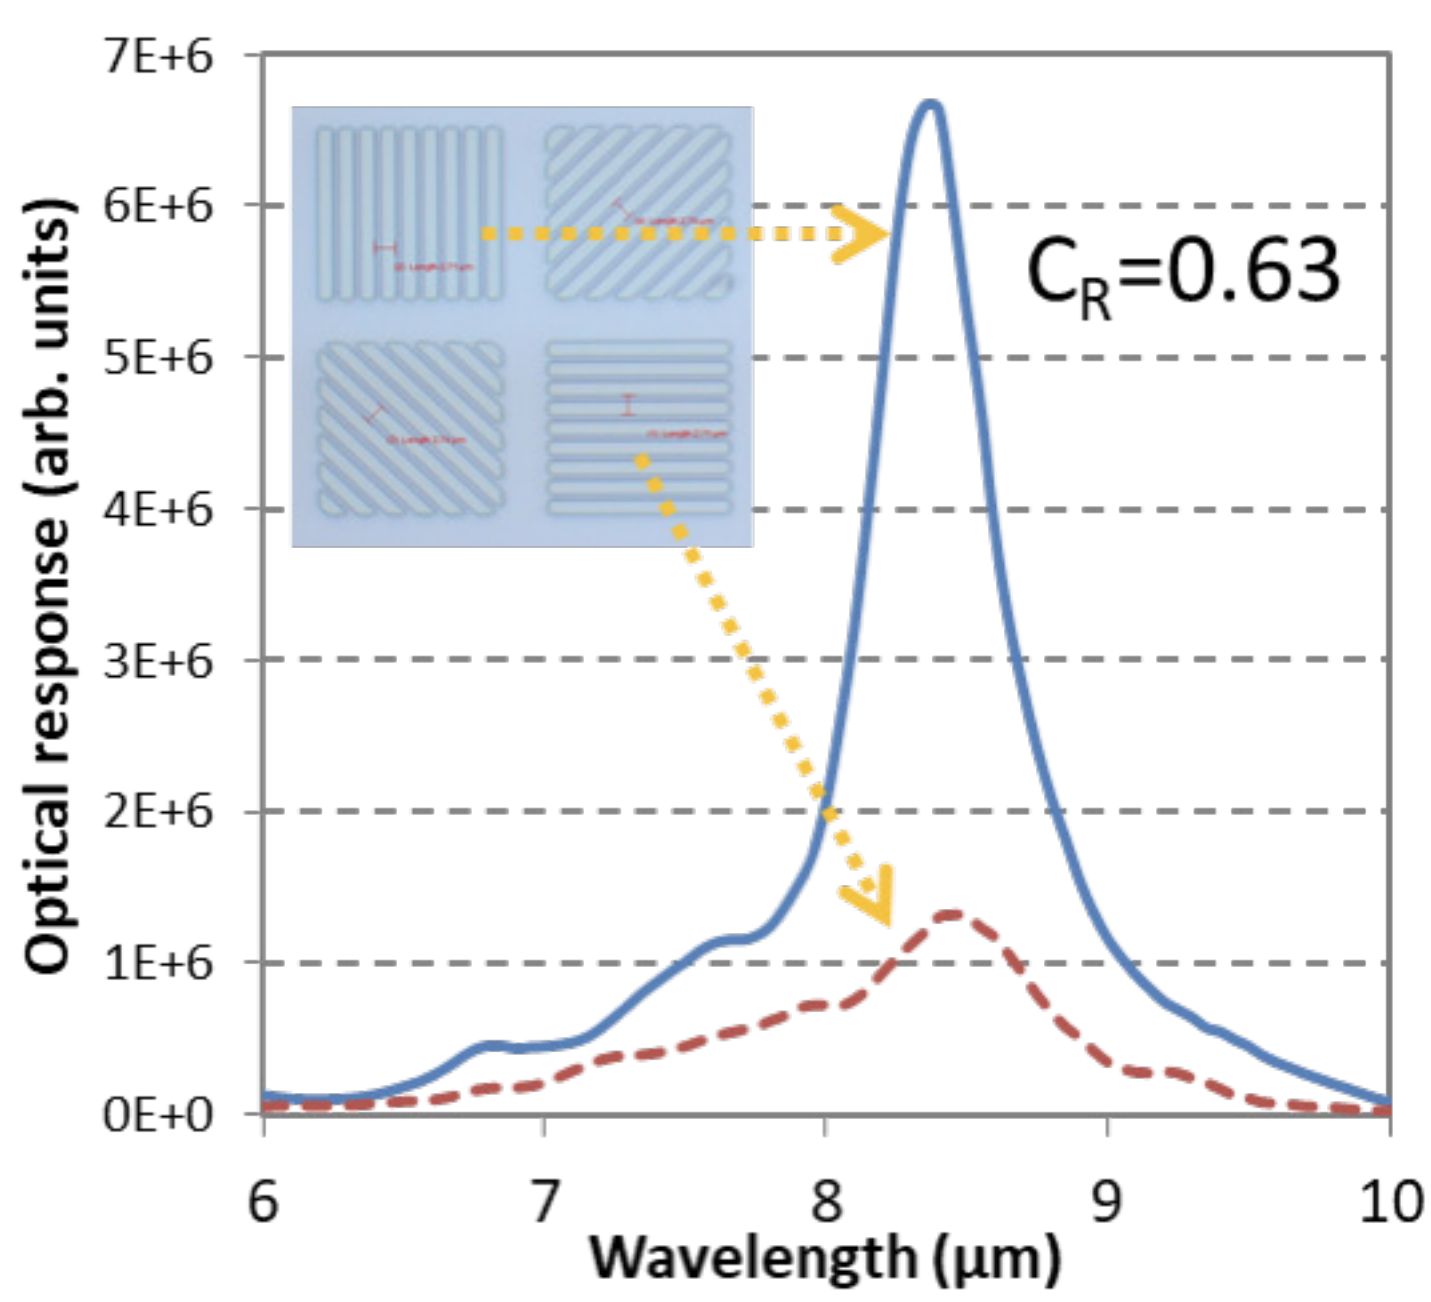 7E+6
6E+6
5E+6
4E+6
3E+6
2E+6
1E+6
0E+0
Optical response (arb. units)
C_R=0.63
6 7 8 9 10
Wavelength (μm)